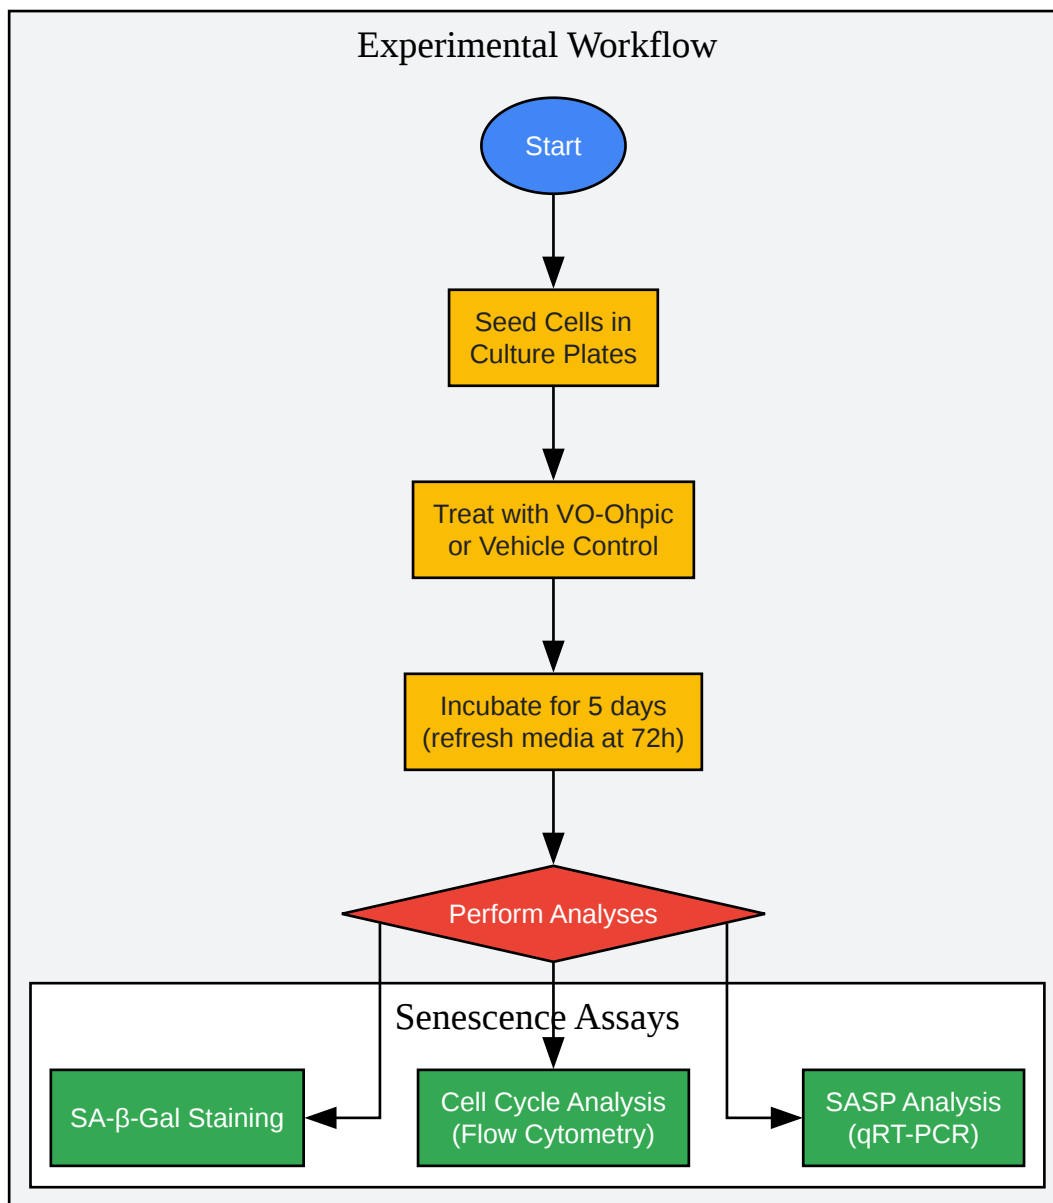 Experimental Workflow
Start
Seed Cells in
Culture Plates
Treat with VO-Ohpic
or Vehicle Control
Incubate for 5 days
(refresh media at 72h)
Perform Analyses
Senescence Assays
SA-β-Gal Staining
Cell Cycle Analysis
(Flow Cytometry)
SASP Analysis
(qRT-PCR)